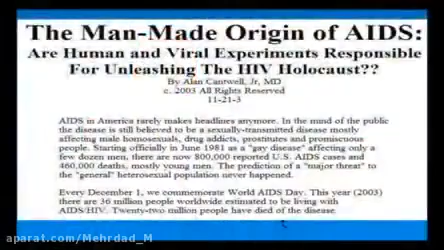 The Man-Made Origin of AIDS:
Are Human and Viral Experiments Responsible
For Unleashing The HIV Holocaust??
By Alan Cantwell, Jr, MD
c. 2003 All Rights Reserved
11-21-3
AIDS in America rarely makes headlines anymore. In the mind of the public
the disease is still believed to be a sexually-transmitted disease mostly
affecting male homosexuals, drug addicts, prostitutes and promiscuous
people. Starting officially in June 1981 as a "gay disease" affecting only a
few dozen men, there are now 800,000 reported U.S. AIDS cases and
460,000 deaths, mostly young men. The prediction of a "major threat" to
the "general" heterosexual population never happened.
Every December 1, we commemorate World AIDS Day. This year (2003)
there are 36 million people worldwide estimated to be living with
AIDS/HIV. Twenty-two million people have died of the disease
aparat.com/Mehrdad_M